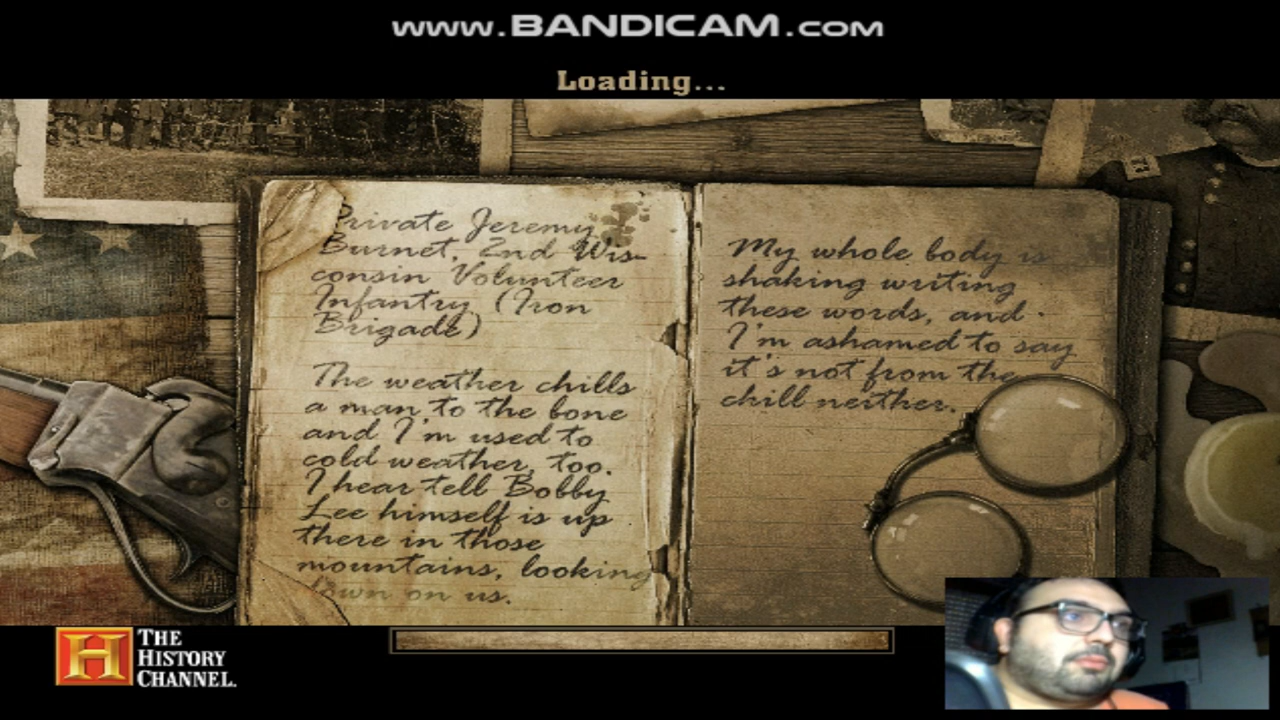 www.BANDICAM.com
Loading...
Private Jeremy
Burnet, 2nd Wis-
consin Volunteer
Infantry (Iron
Brigade)
The weather chills
a man to the bone
and I'm used to
cold weather, too.
I hear tell Bobby
Lee himself is up
there in those
mountains, looking
down on us.
My whole body is
shaking writing
these words, and
I'm ashamed to say
it's not from the
chill neither.
THE
HISTORY
CHANNEL.